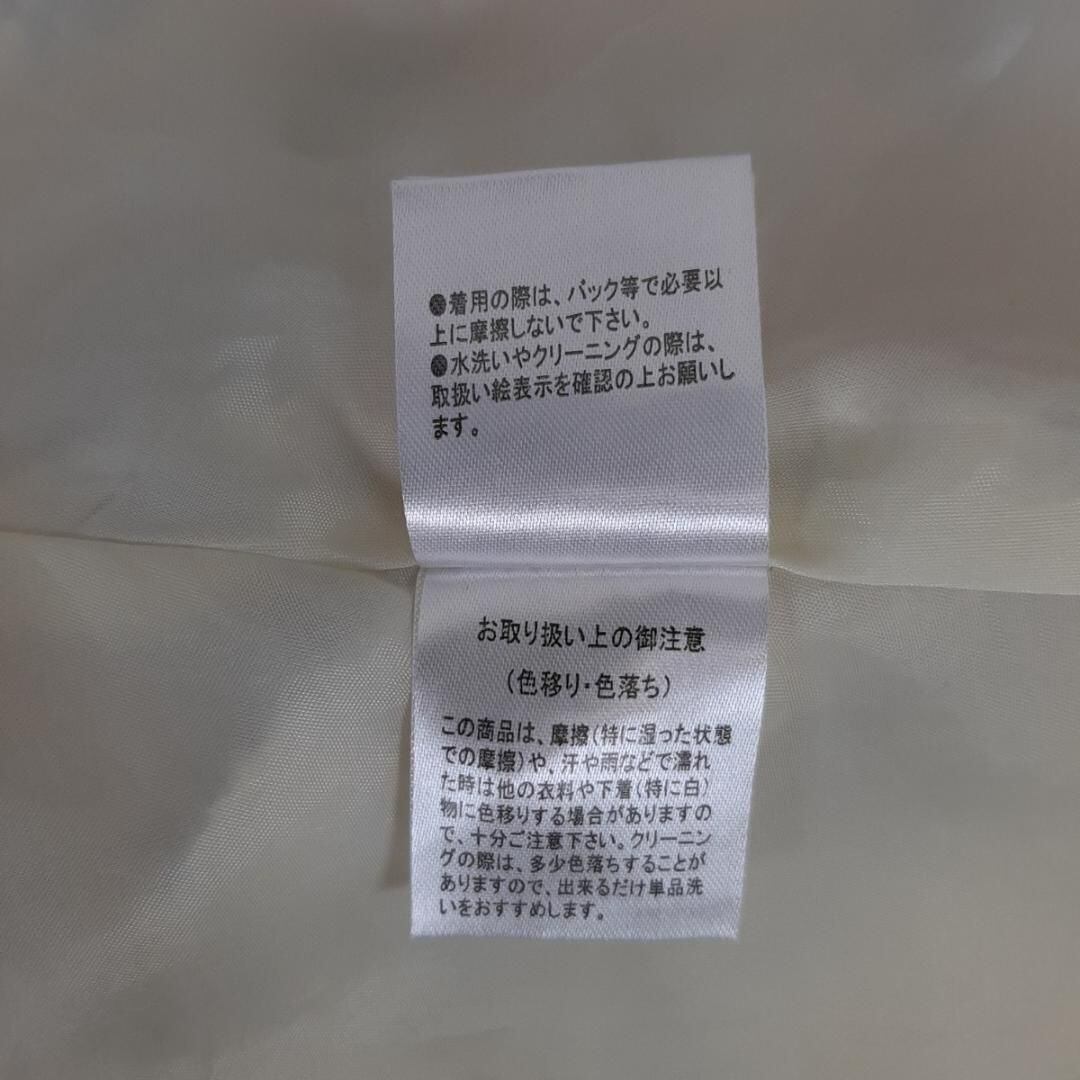 ●着用の際は、バック等で必要以
上に摩擦しないで下さい。
●水洗いやクリーニングの際は、
取扱い絵表示を確認の上お願いし
ます。
お取り扱い上の御注意
(色移り・色落ち)
この商品は、摩擦(特に湿った状態
での摩擦)や、汗や雨などで濡れ
た時は他の衣料や下着(特に白)
物に色移りする場合がありますの
で、十分ご注意下さい。クリーニン
グの際は、多少色落ちすることが
ありますので、出来るだけ単品洗
いをおすすめします。